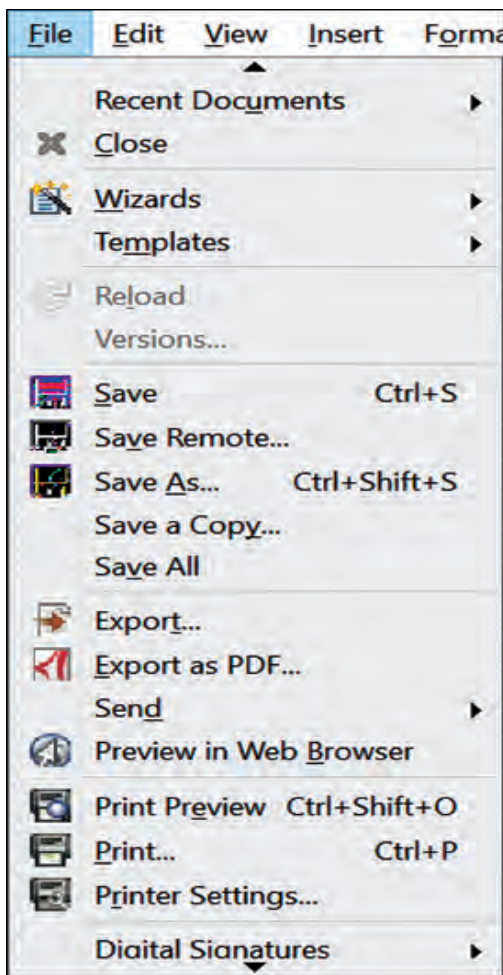 File Edit View Insert Forma
Recent Documents
Close
Wizards
Templates
Reload
Versions...
Save Ctrl+S
Save Remote...
Save As... Ctrl+Shift+S
Save a Copy...
Save All
Export...
Export as PDF...
Send
Preview in Web Browser
Print Preview Ctrl+Shift+O
Print... Ctrl+P
Printer Settings...
Digital Signatures